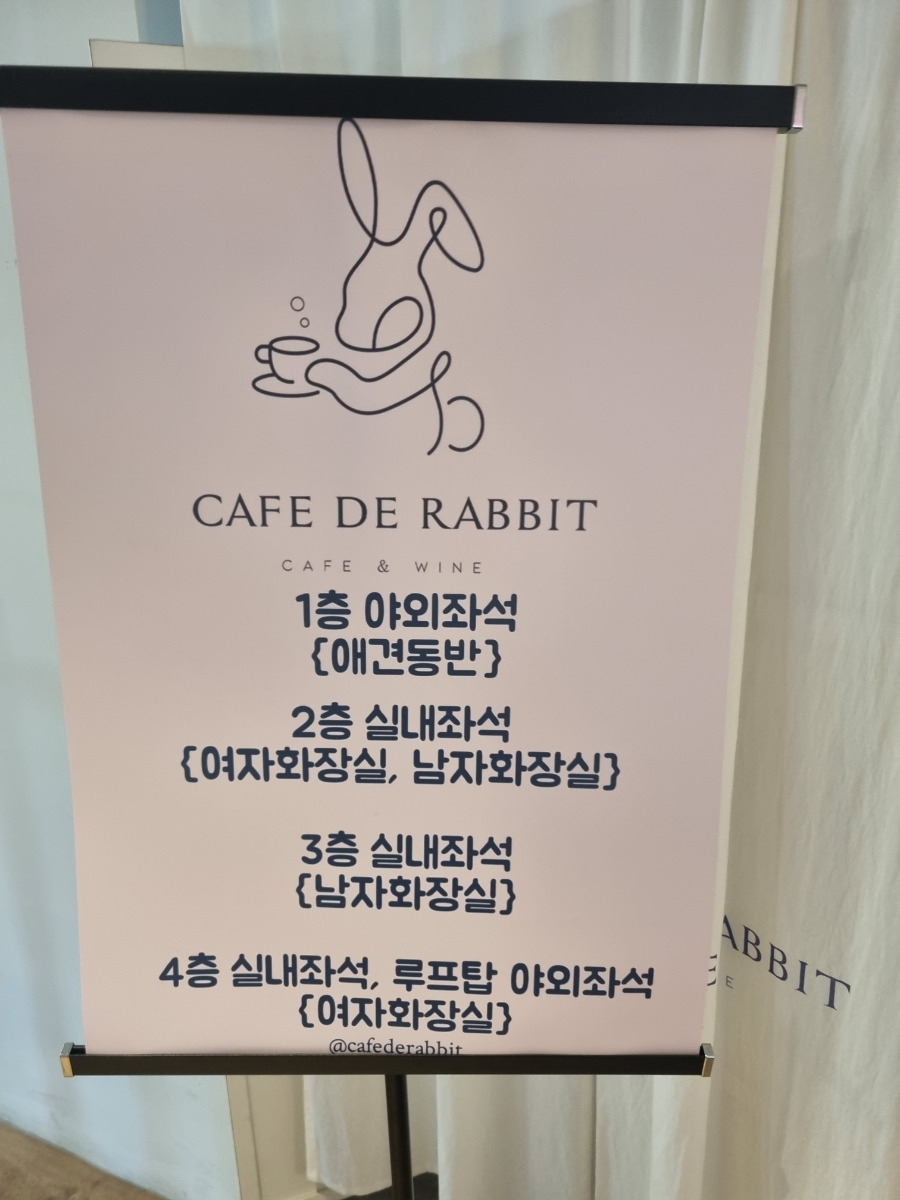 CAFE DE RABBIT
CAFE & WINE
1층 야외좌석
{애견동반}
2층 실내좌석
{여자화장실, 남자화장실}
3층 실내좌석
{남자화장실}
4층 실내좌석, 루프탑 야외좌석
{여자화장실}
@cafederabbit
ABBIT
E